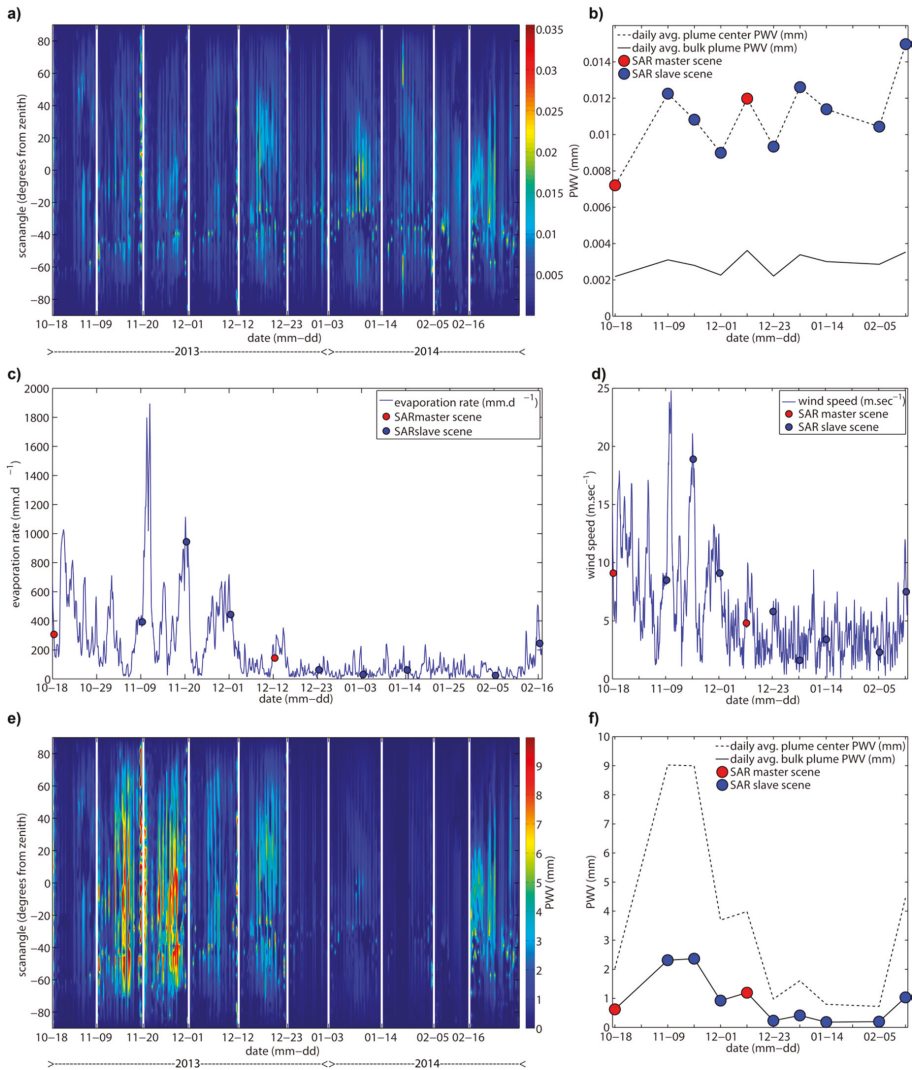 a)
80
60
40
20
0
−20
−40
−60
−80
scanangle (degrees from zenith)
10−18 11−09 11−20 12−01 12−12 12−23 01−03 01−14 02−05 02−16
date (mm−dd)
2013 2014
0.035
0.03
0.025
0.02
0.015
0.01
0.005
b)
daily avg. plume center PWV (mm)
daily avg. bulk plume PWV (mm)
SAR master scene
SAR slave scene
0.014
0.012
0.01
0.008
0.006
0.004
0.002
0
PWV (mm)
10−18 11−09 12−01 12−23 01−14 02−05
date (mm−dd)
c)
2000
1800
1600
1400
1200
1000
800
600
400
200
0
evaporation rate (mm.d −1)
evaporation rate (mm.d −1)
SARmaster scene
SARslave scene
10−18 10−29 11−09 11−20 12−01 12−12 12−23 01−03 01−14 01−25 02−05 02−16
date (mm−dd)
d)
wind speed (m.sec−1)
SAR master scene
SAR slave scene
25
20
15
10
5
0
wind speed (m.sec−1)
10−18 11−09 12−01 12−23 01−14 02−05
date (mm−dd)
e)
80
60
40
20
0
−20
−40
−60
−80
scanangle (degrees from zenith)
10−18 11−09 11−20 12−01 12−12 12−23 01−03 01−14 02−05 02−16
date (mm−dd)
2013 2014
9
8
7
6
5
4
3
2
1
0
PWV (mm)
f)
daily avg. plume center PWV (mm)
daily avg. bulk plume PWV (mm)
SAR master scene
SAR slave scene
10
9
8
7
6
5
4
3
2
1
0
PWV (mm)
10−18 11−09 12−01 12−23 01−14 02−05
date (mm−dd)